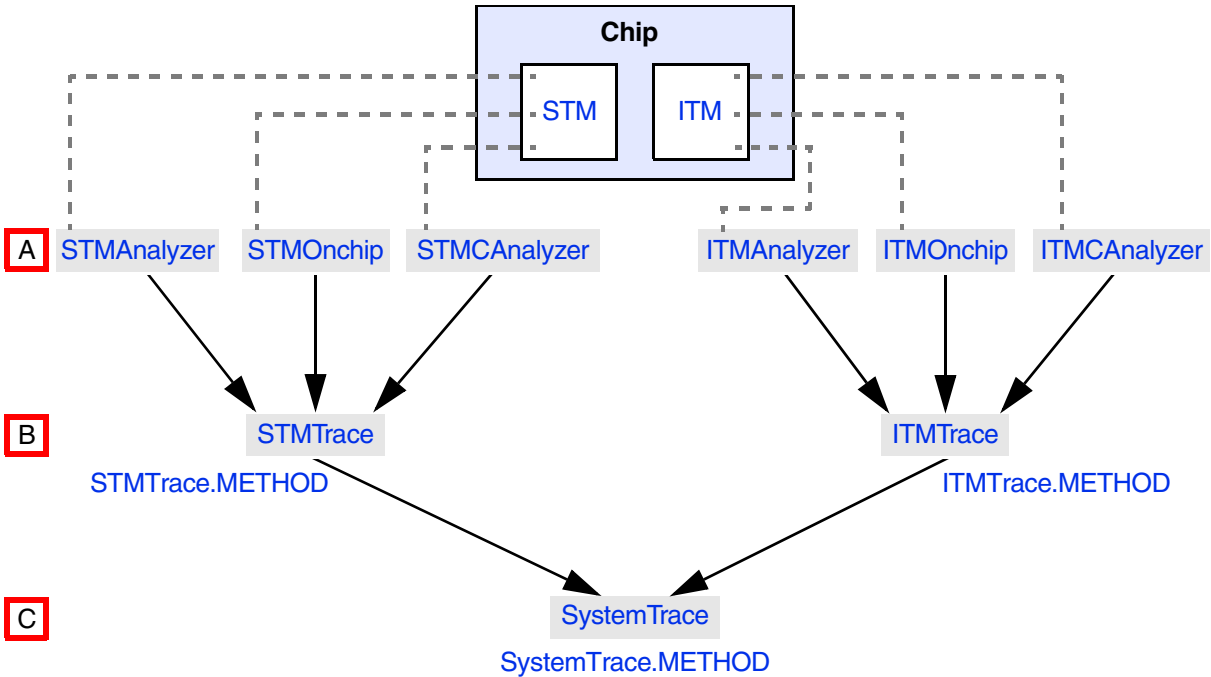 Chip
STM
ITM
A
STMAnalyzer
STMOnchip
STMCAnalyzer
ITMAnalyzer
ITMOnchip
ITMCAnalyzer
B
STMTrace
ITMTrace
STMTrace.METHOD
ITMTrace.METHOD
C
SystemTrace
SystemTrace.METHOD